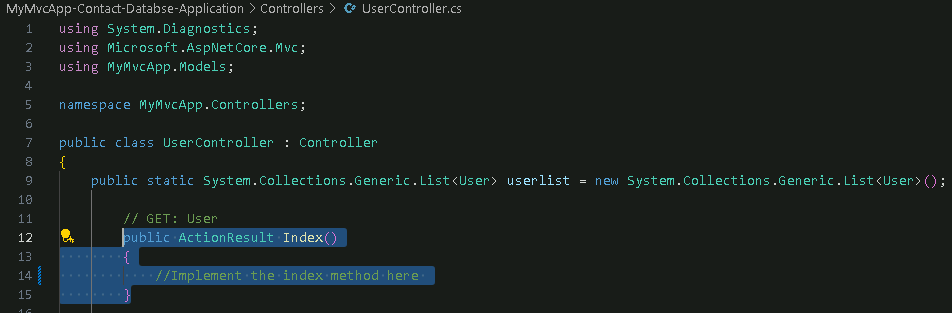 MyMvcApp-Contact-Databse-Application > Controllers > UserController.cs
1 using System.Diagnostics;
2 using Microsoft.AspNetCore.Mvc;
3 using MyMvcApp.Models;
4
5 namespace MyMvcApp.Controllers;
6
7 public class UserController : Controller
8 {
9 public static System.Collections.Generic.List<User> userlist = new System.Collections.Generic.List<User>();
10
11 // GET: User
12 public ActionResult Index()
13 {
14 //Implement the index method here
15 }
16